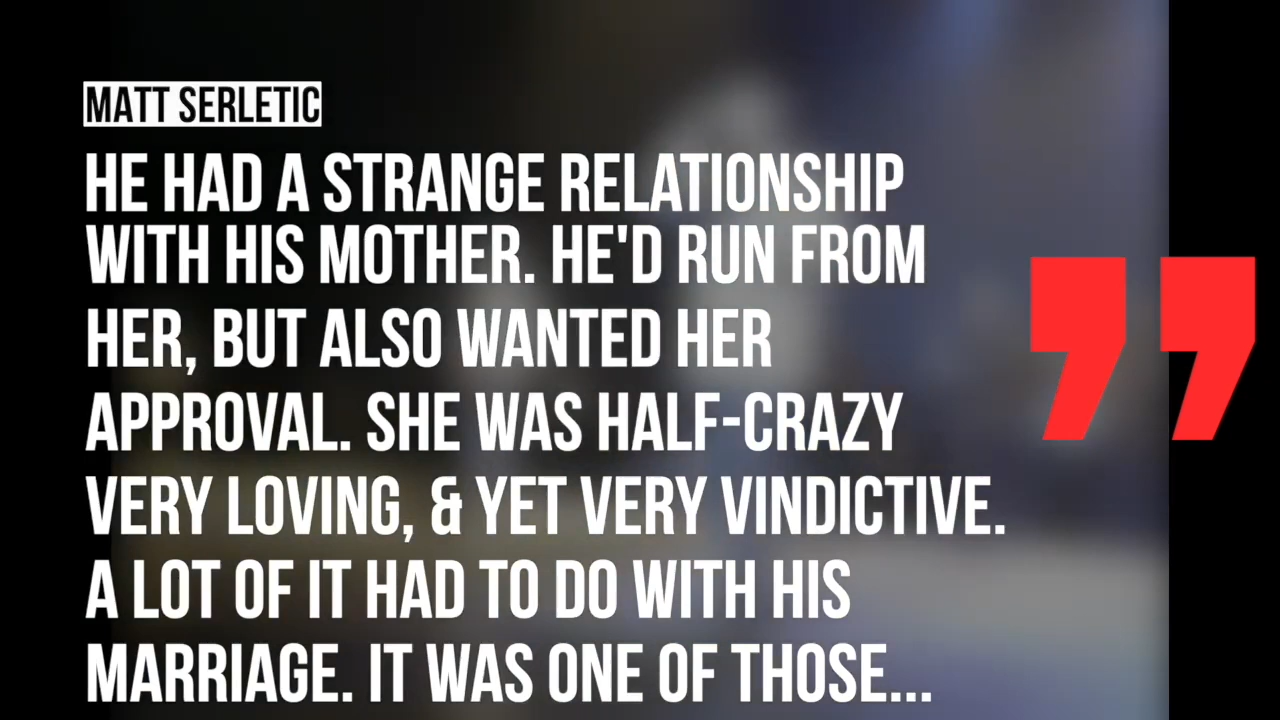 MATT SERLETIC
HE HAD A STRANGE RELATIONSHIP
WITH HIS MOTHER. HE'D RUN FROM
HER, BUT ALSO WANTED HER
APPROVAL. SHE WAS HALF-CRAZY
VERY LOVING, & YET VERY VINDICTIVE.
A LOT OF IT HAD TO DO WITH HIS
MARRIAGE. IT WAS ONE OF THOSE...
”